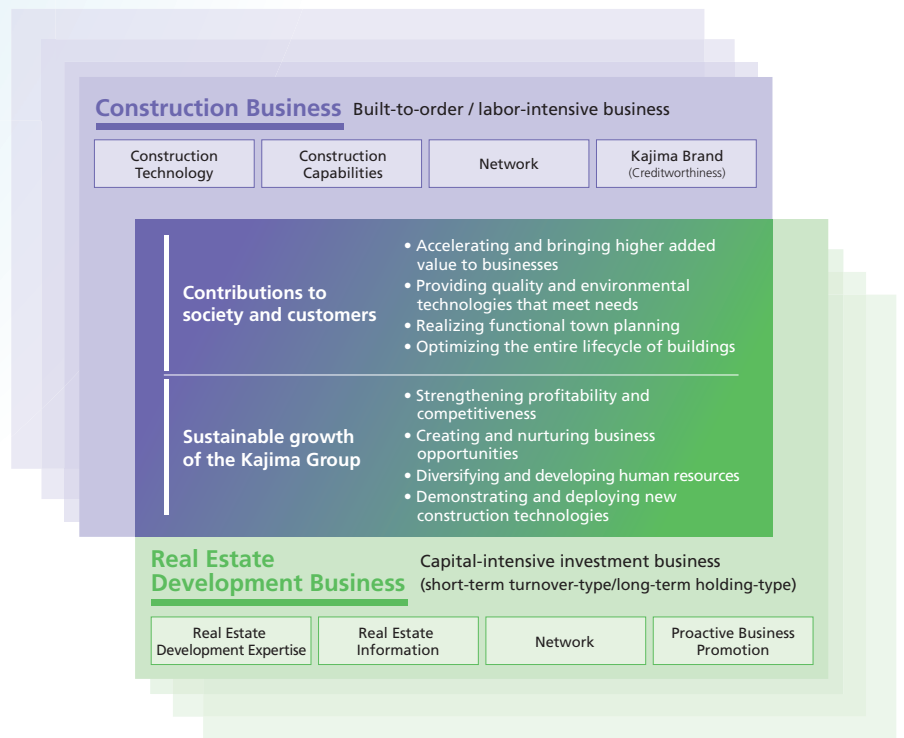 Construction Business Built-to-order / labor-intensive business
Construction
Technology
Construction
Capabilities
Network
Kajima Brand
(Creditworthiness)
Contributions to
society and customers
• Accelerating and bringing higher added
value to businesses
• Providing quality and environmental
technologies that meet needs
• Realizing functional town planning
• Optimizing the entire lifecycle of buildings
Sustainable growth
of the Kajima Group
• Strengthening profitability and
competitiveness
• Creating and nurturing business
opportunities
• Diversifying and developing human resources
• Demonstrating and deploying new
construction technologies
Real Estate
Development Business
Capital-intensive investment business
(short-term turnover-type/long-term holding-type)
Real Estate
Development Expertise
Real Estate
Information
Network
Proactive Business
Promotion